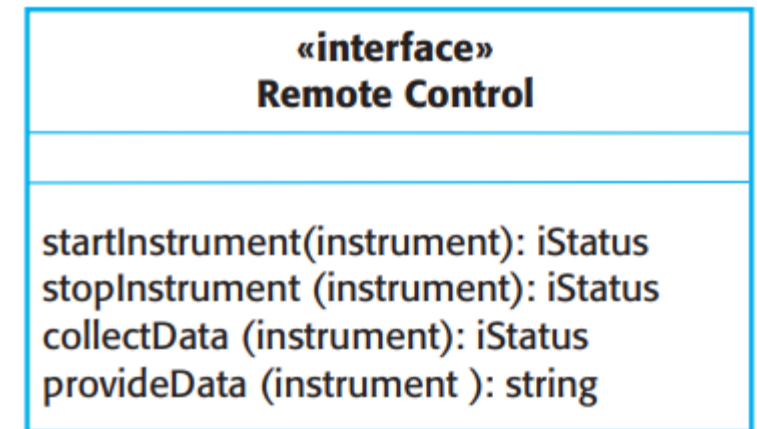 «interface»
Remote Control
startInstrument(instrument): iStatus
stopInstrument (instrument): iStatus
collectData (instrument): iStatus
provideData (instrument ): string